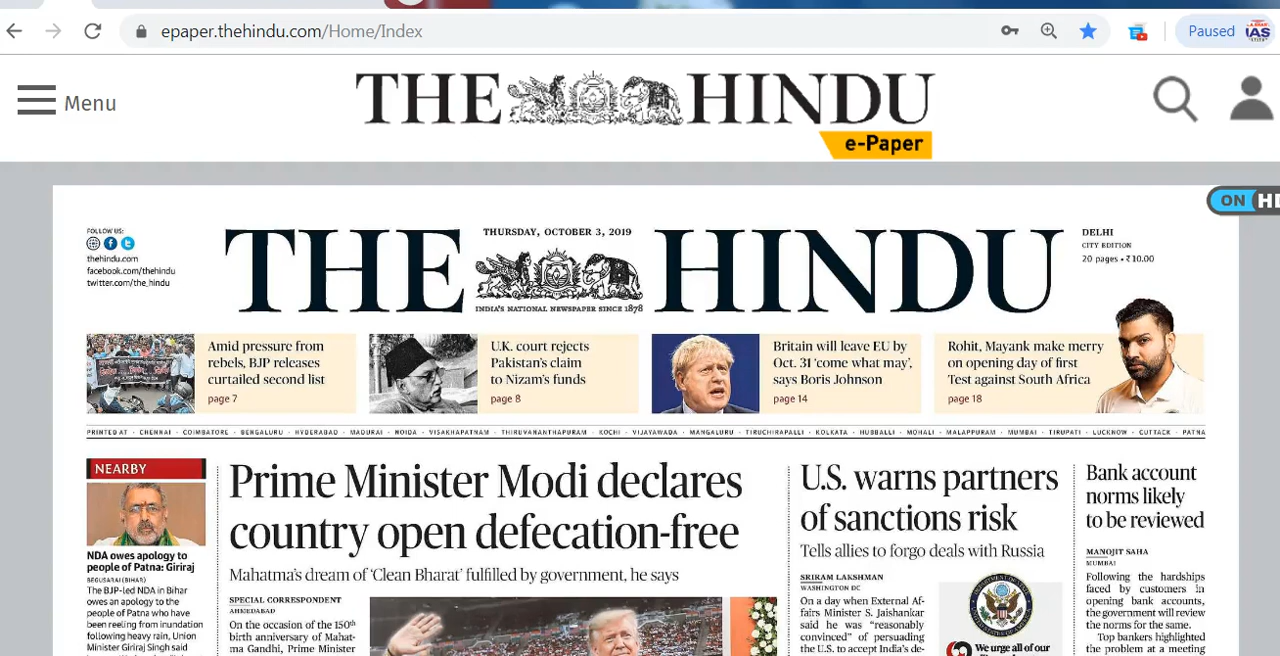 epaper.thehindu.com/Home/Index
Paused
IAS
Menu
THE HINDU
e-Paper
ON HD
FOLLOW US:
thehindu.com
facebook.com/thehindu
twitter.com/the_hindu
THURSDAY, OCTOBER 3, 2019
THE HINDU
INDIA'S NATIONAL NEWSPAPER SINCE 1878
DELHI
CITY EDITION
20 pages • ₹10.00
Amid pressure from
rebels, BJP releases
curtailed second list
page 7
U.K. court rejects
Pakistan's claim
to Nizam's funds
page 8
Britain will leave EU by
Oct. 31 'come what may',
says Boris Johnson
page 14
Rohit, Mayank make merry
on opening day of first
Test against South Africa
page 18
PRINTED AT • CHENNAI • COIMBATORE • BENGALURU • HYDERABAD • MADURAI • NOIDA • VISAKHAPATNAM • THIRUVANANTHAPURAM • KOCHI • VIJAYAWADA • MANGALURU • TIRUCHIRAPALLI • KOLKATA • HUBBALLI • MOHALI • MALAPPURAM • MUMBAI • TIRUPATI • LUCKNOW • CUTTACK • PATNA
NEARBY
NDA owes apology to
people of Patna: Giriraj
BEGUSARAI (BIHAR)
The BJP-led NDA in Bihar
owes an apology to the
people of Patna who have
been reeling from inundation
following heavy rain, Union
Minister Giriraj Singh said
Prime Minister Modi declares
country open defecation-free
Mahatma's dream of 'Clean Bharat' fulfilled by government, he says
SPECIAL CORRESPONDENT
AHMEDABAD
On the occasion of the 150th
birth anniversary of Mahat-
ma Gandhi, Prime Minister
U.S. warns partners
of sanctions risk
Tells allies to forgo deals with Russia
SRIRAM LAKSHMAN
WASHINGTON DC
On a day when External Af-
fairs Minister S. Jaishankar
said he was "reasonably
convinced" of persuading
the U.S. to accept India's de-
We urge all of our
Bank account
norms likely
to be reviewed
MANOJIT SAHA
MUMBAI
Following the hardships
faced by customers in
opening bank accounts,
the government will review
the norms for the same.
Top bankers highlighted
the problem at a meeting